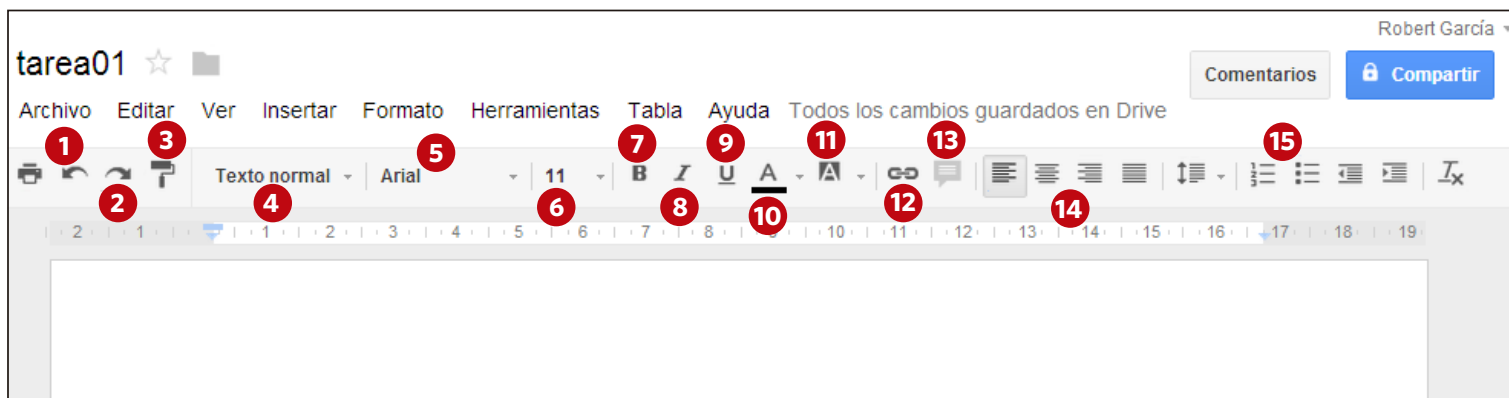 Robert García
tarea01
Comentarios
Compartir
Archivo Editar Ver Insertar Formato Herramientas Tabla Ayuda Todos los cambios guardados en Drive
1 3 5 7 9 11 13 15
Texto normal Arial 11 B I U A A
2 4 6 8 10 12 14
2 1 1 2 3 4 5 6 7 8 9 10 11 12 13 14 15 16 17 18 19